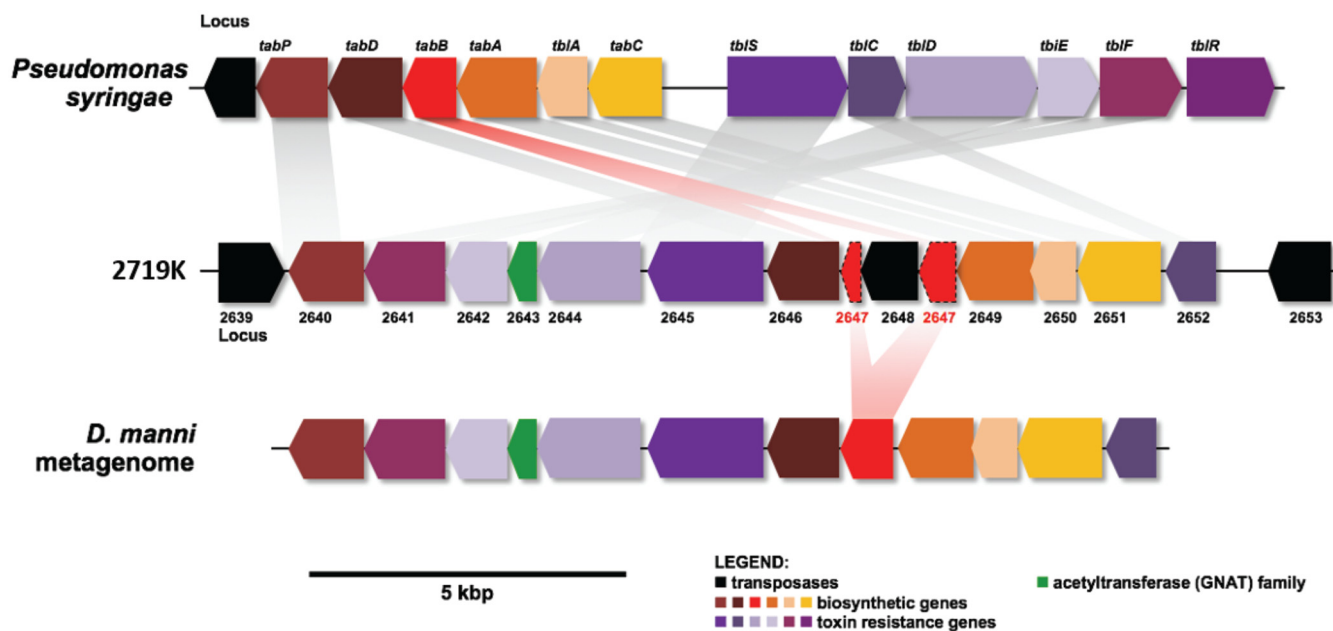 Locus
tabP tabD tabB tabA tblA tabC tblS tblC tblD tblE tblF tblR
Pseudomonas
syringae
2719K
2639 2640 2641 2642 2643 2644 2645 2646 2647 2648 2647 2649 2650 2651 2652 2653
Locus
D. manni
metagenome
5 kbp
LEGEND:
transposases
acetyltransferase (GNAT) family
biosynthetic genes
toxin resistance genes